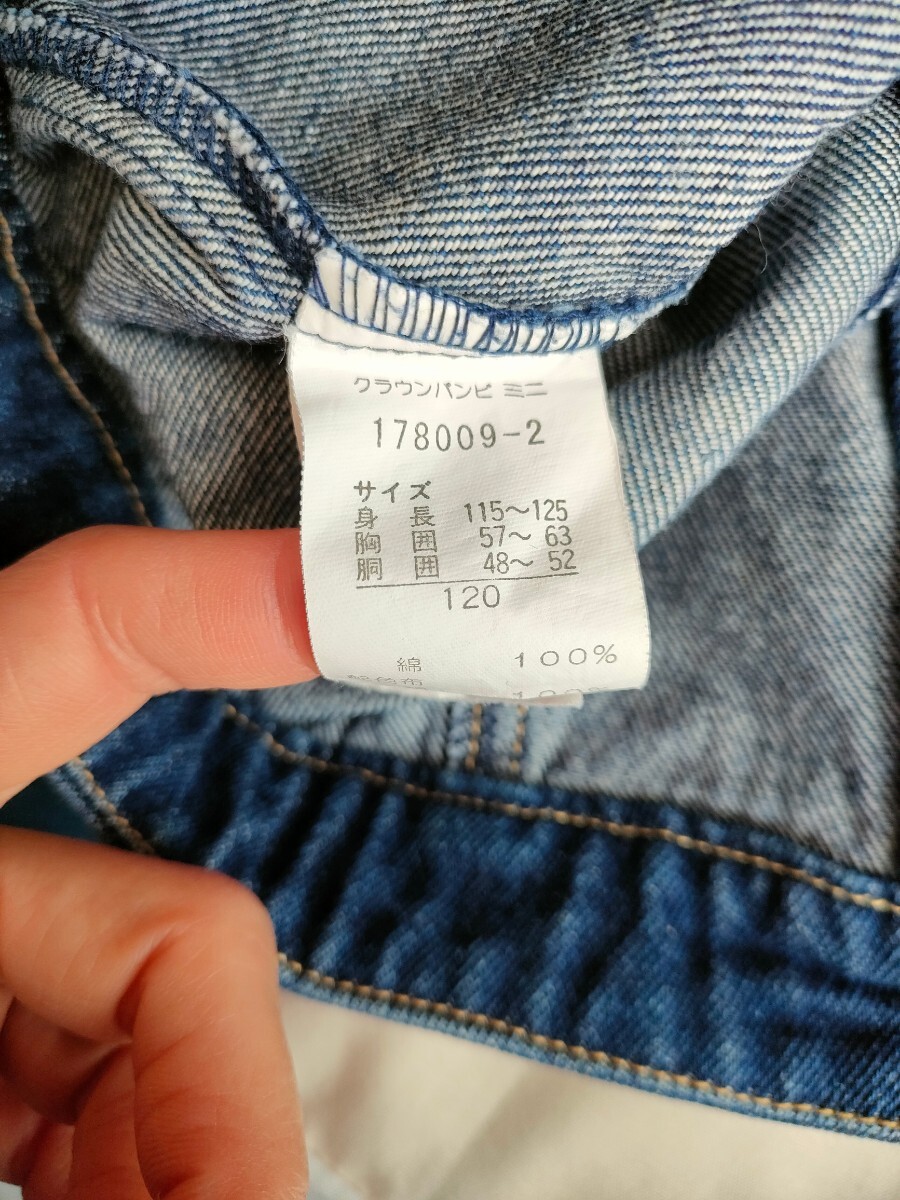 クラウンバンビ ミニ
178009-2
サイズ
身 長 115〜125
胸 囲 57〜 63
胴 囲 48〜 52
120
綿 100%